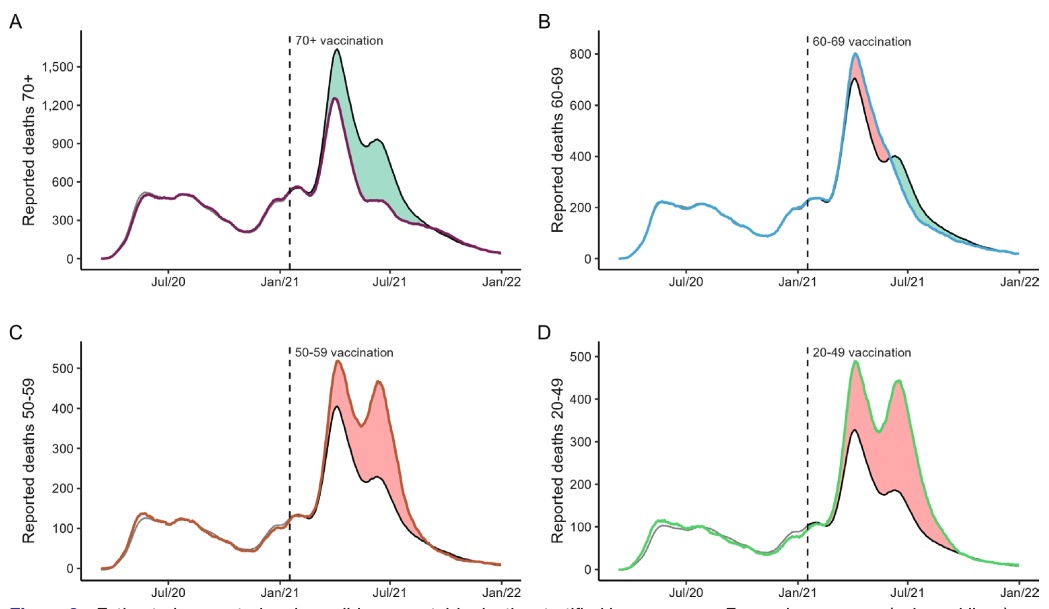 A
70+ vaccination
Reported deaths 70+
1,500
1,200
900
600
300
0
Jul/20
Jan/21
Jul/21
Jan/22
B
60-69 vaccination
Reported deaths 60-69
800
600
400
200
0
Jul/20
Jan/21
Jul/21
Jan/22
C
50-59 vaccination
Reported deaths 50-59
500
400
300
200
100
0
Jul/20
Jan/21
Jul/21
Jan/22
D
20-49 vaccination
Reported deaths 20-49
500
400
300
200
100
0
Jul/20
Jan/21
Jul/21
Jan/22